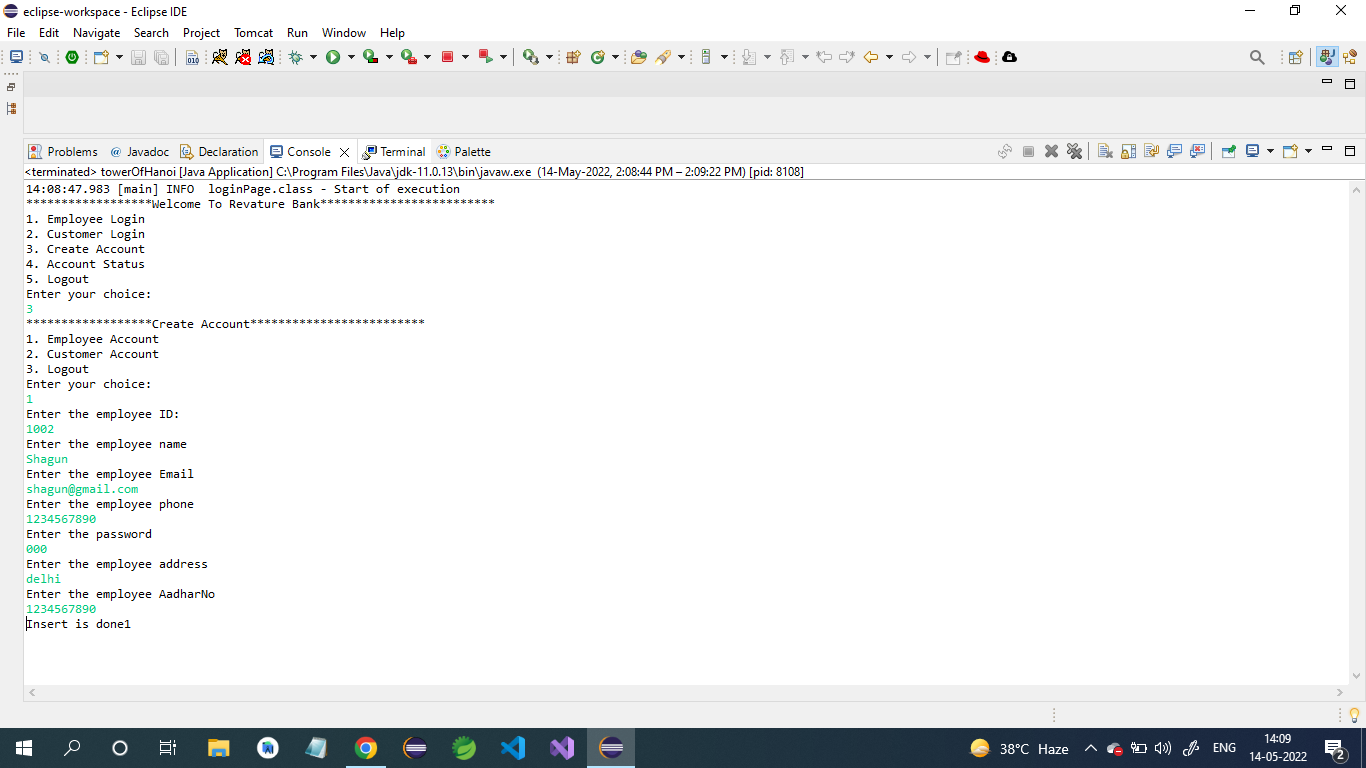 eclipse-workspace - Eclipse IDE
File Edit Navigate Search Project Tomcat Run Window Help
Problems @ Javadoc Declaration Console Terminal Palette
<terminated> towerOfHanoi [Java Application] C:\Program Files\Java\jdk-11.0.13\bin\javaw.exe (14-May-2022, 2:08:44 PM – 2:09:22 PM) [pid: 8108]
14:08:47.983 [main] INFO  loginPage.class - Start of execution
******************Welcome To Revature Bank*************************
1. Employee Login
2. Customer Login
3. Create Account
4. Account Status
5. Logout
Enter your choice:
3
******************Create Account*************************
1. Employee Account
2. Customer Account
3. Logout
Enter your choice:
1
Enter the employee ID:
1002
Enter the employee name
Shagun
Enter the employee Email
shagun@gmail.com
Enter the employee phone
1234567890
Enter the password
000
Enter the employee address
delhi
Enter the employee AadharNo
1234567890
Insert is done1
38°C Haze ENG 14:09
14-05-2022 2